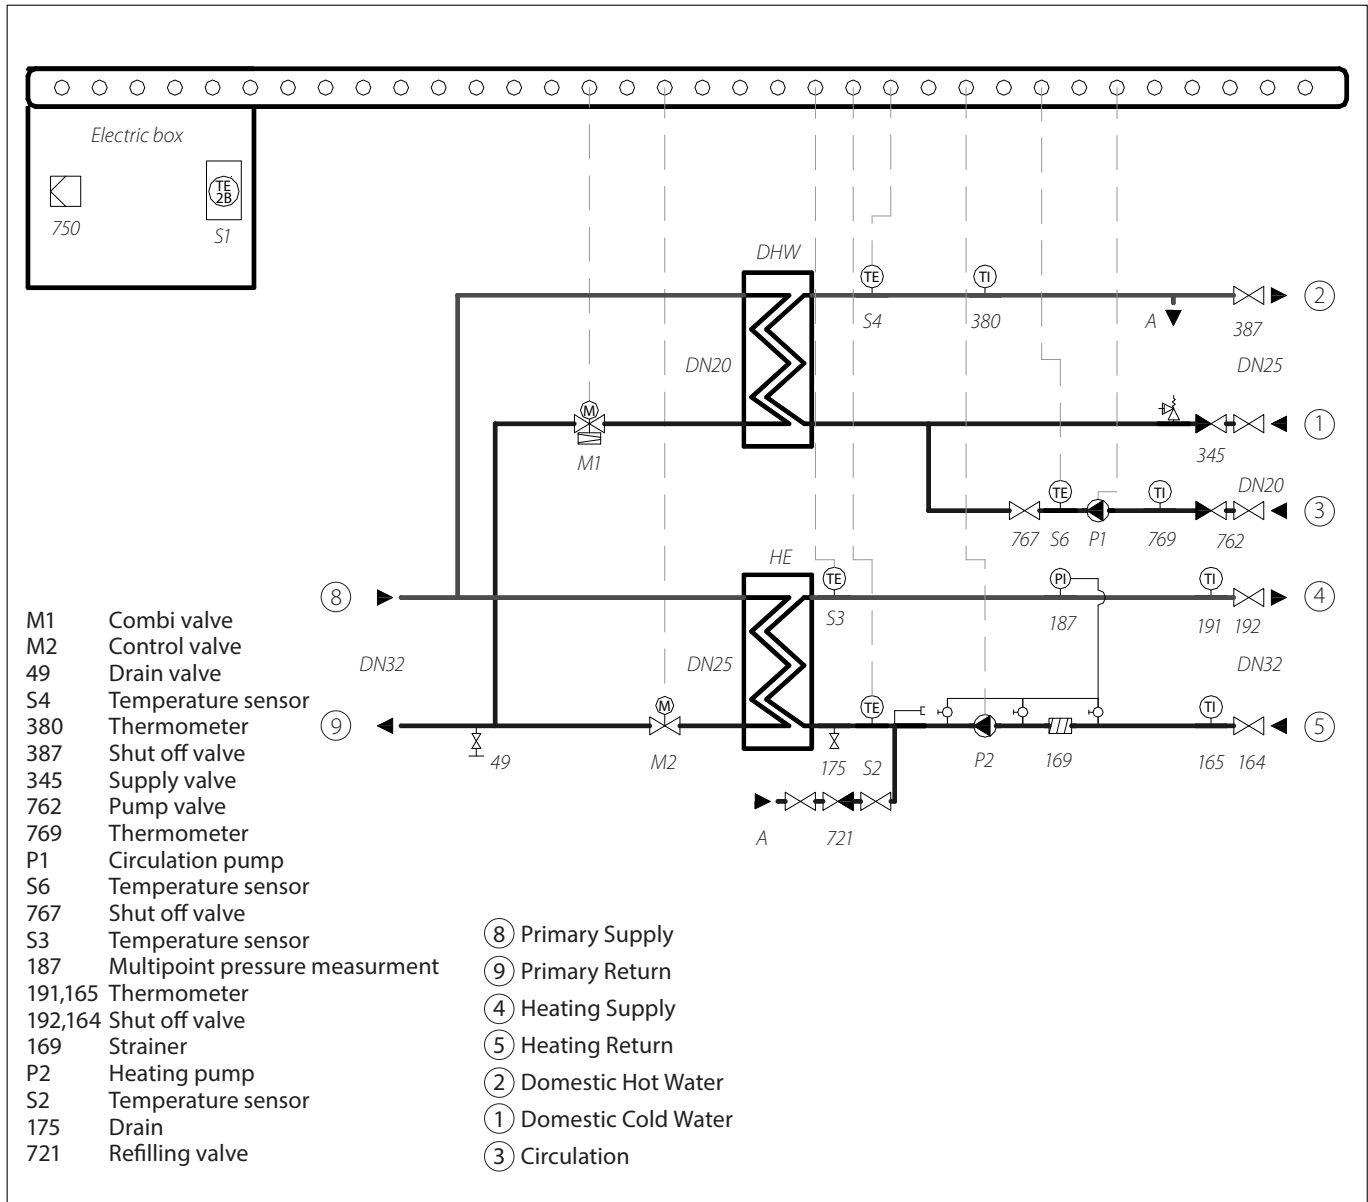 Electric box
TE
2B
750
S1
DHW
TE
TI
2
S4
380
A
387
DN20
DN25
M
1
M1
345
DN20
TE
TI
3
767
S6
P1
769
762
HE
8
TE
PI
TI
4
S3
187
191
192
DN32
DN25
DN32
9
M
TE
TI
5
49
M2
175
S2
P2
169
165
164
A
721
M1 Combi valve
M2 Control valve
49 Drain valve
S4 Temperature sensor
380 Thermometer
387 Shut off valve
345 Supply valve
762 Pump valve
769 Thermometer
P1 Circulation pump
S6 Temperature sensor
767 Shut off valve
S3 Temperature sensor
187 Multipoint pressure measurment
191,165 Thermometer
192,164 Shut off valve
169 Strainer
P2 Heating pump
S2 Temperature sensor
175 Drain
721 Refilling valve
8 Primary Supply
9 Primary Return
4 Heating Supply
5 Heating Return
2 Domestic Hot Water
1 Domestic Cold Water
3 Circulation